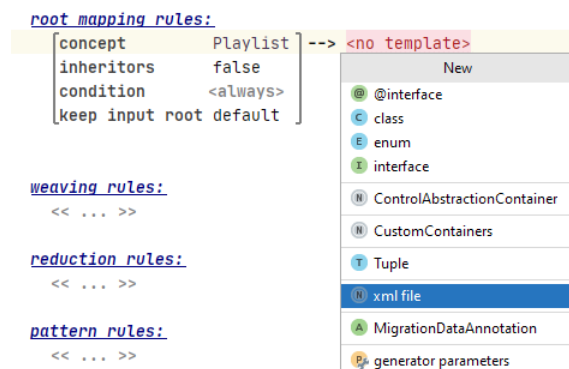 root mapping rules:
concept Playlist --> <no template>
inheritors false
condition <always>
keep input root default
New
@ @interface
C class
E enum
I interface
N ControlAbstractionContainer
N CustomContainers
T Tuple
N xml file
A MigrationDataAnnotation
P generator parameters
weaving rules:
<< ... >>
reduction rules:
<< ... >>
pattern rules:
<< ... >>